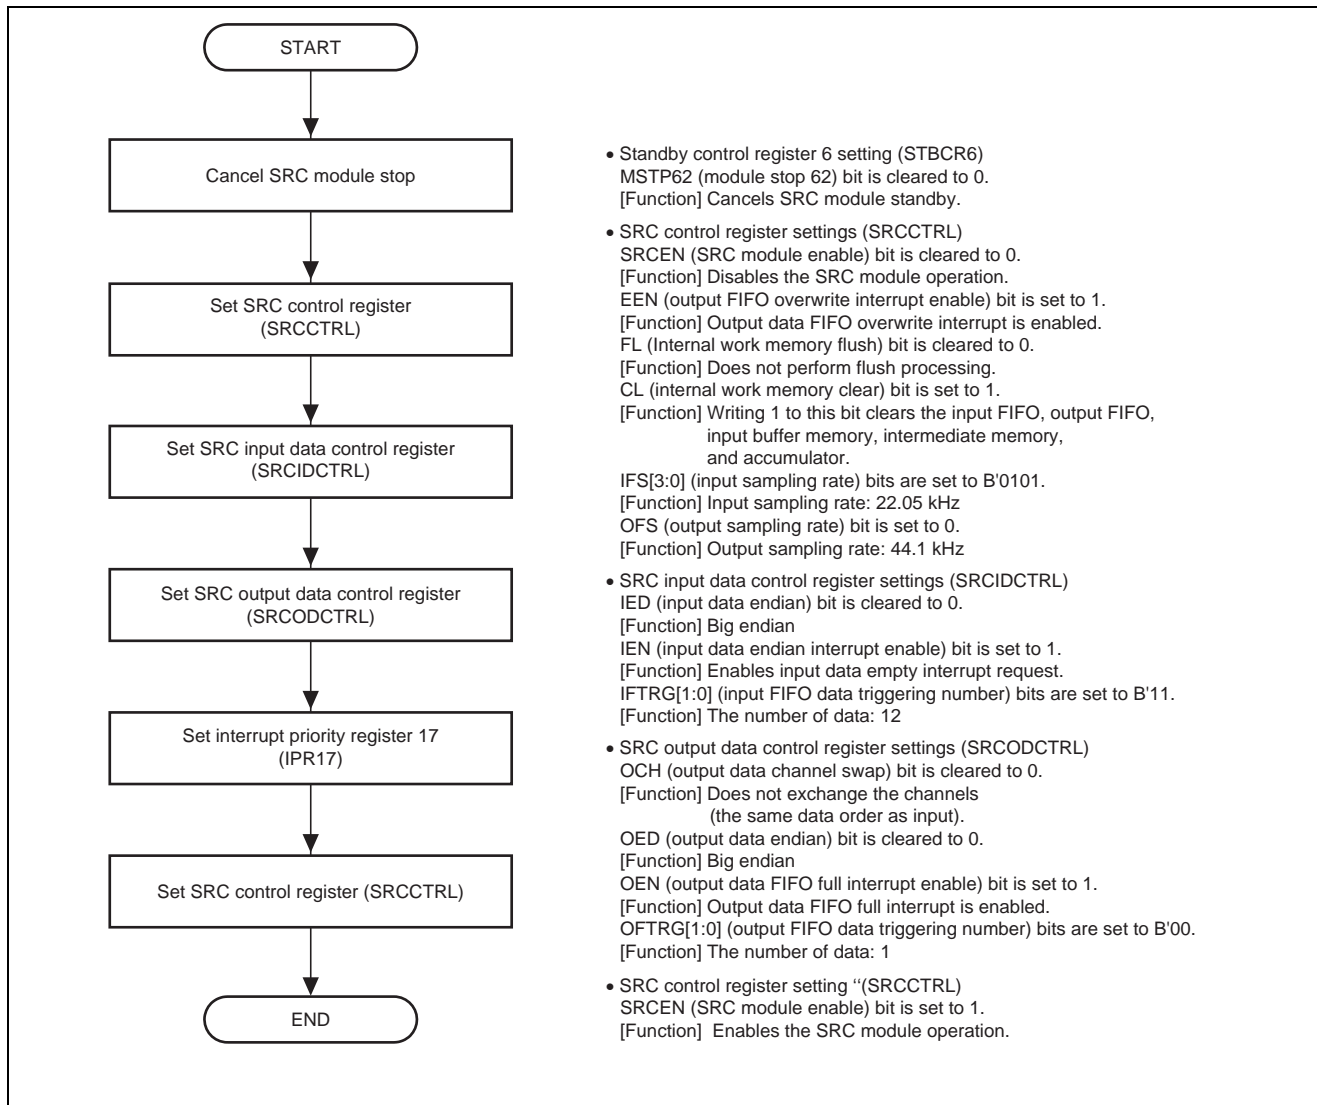 START
Cancel SRC module stop
Set SRC control register
(SRCCTRL)
Set SRC input data control register
(SRCIDCTRL)
Set SRC output data control register
(SRCODCTRL)
Set interrupt priority register 17
(IPR17)
Set SRC control register (SRCCTRL)
END
• Standby control register 6 setting (STBCR6)
MSTP62 (module stop 62) bit is cleared to 0.
[Function] Cancels SRC module standby.
• SRC control register settings (SRCCTRL)
SRCEN (SRC module enable) bit is cleared to 0.
[Function] Disables the SRC module operation.
EEN (output FIFO overwrite interrupt enable) bit is set to 1.
[Function] Output data FIFO overwrite interrupt is enabled.
FL (Internal work memory flush) bit is cleared to 0.
[Function] Does not perform flush processing.
CL (internal work memory clear) bit is set to 1.
[Function] Writing 1 to this bit clears the input FIFO, output FIFO,
input buffer memory, intermediate memory,
and accumulator.
IFS[3:0] (input sampling rate) bits are set to B'0101.
[Function] Input sampling rate: 22.05 kHz
OFS (output sampling rate) bit is set to 0.
[Function] Output sampling rate: 44.1 kHz
• SRC input data control register settings (SRCIDCTRL)
IED (input data endian) bit is cleared to 0.
[Function] Big endian
IEN (input data endian interrupt enable) bit is set to 1.
[Function] Enables input data empty interrupt request.
IFTRG[1:0] (input FIFO data triggering number) bits are set to B'11.
[Function] The number of data: 12
• SRC output data control register settings (SRCODCTRL)
OCH (output data channel swap) bit is cleared to 0.
[Function] Does not exchange the channels
(the same data order as input).
OED (output data endian) bit is cleared to 0.
[Function] Big endian
OEN (output data FIFO full interrupt enable) bit is set to 1.
[Function] Output data FIFO full interrupt is enabled.
OFTRG[1:0] (output FIFO data triggering number) bits are set to B'00.
[Function] The number of data: 1
• SRC control register setting ‘‘(SRCCTRL)
SRCEN (SRC module enable) bit is set to 1.
[Function] Enables the SRC module operation.